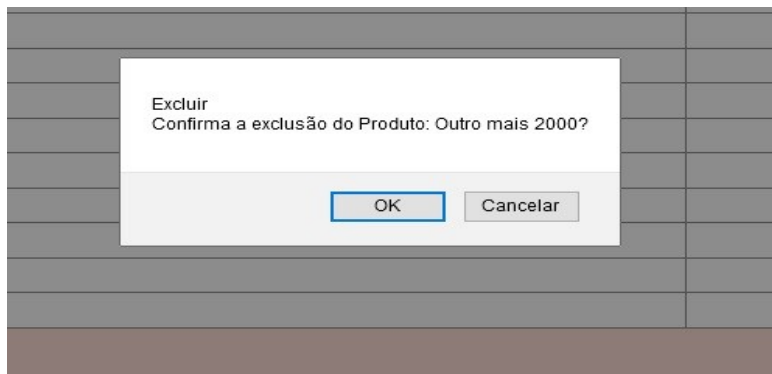 Excluir
Confirma a exclusão do Produto: Outro mais 2000?
OK
Cancelar